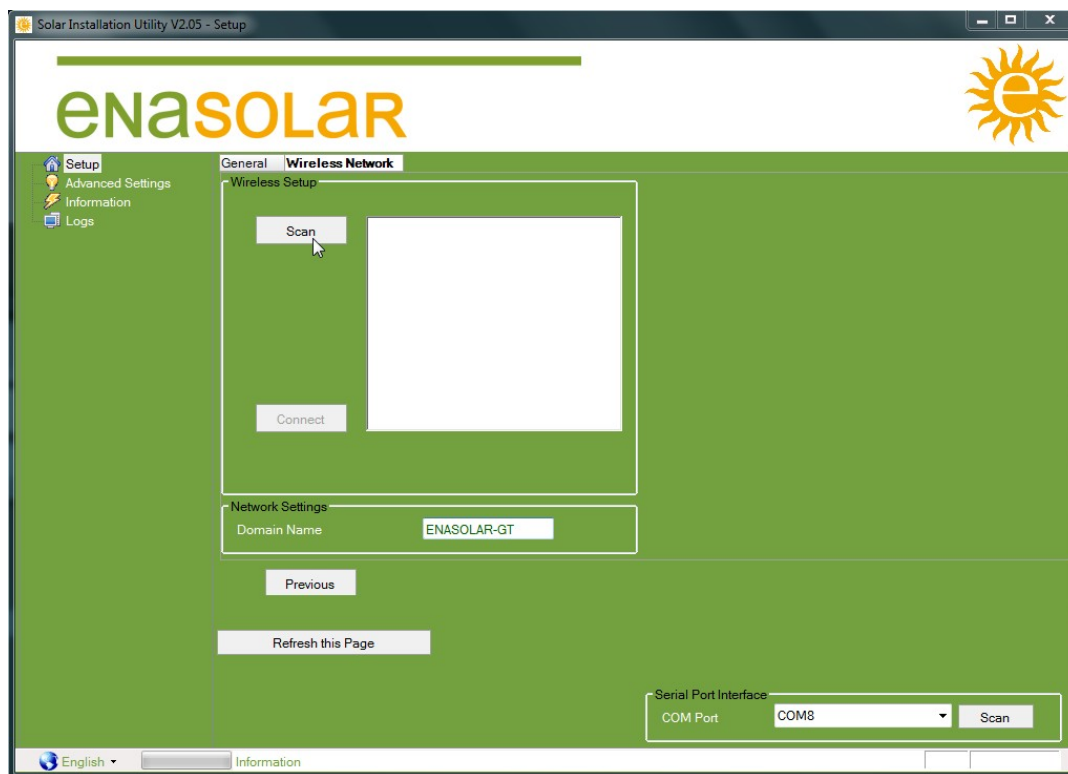 Solar Installation Utility V2.05 - Setup
enasolar
Setup
Advanced Settings
Information
Logs
General Wireless Network
Wireless Setup
Scan
Connect
Network Settings
Domain Name ENASOLAR-GT
Previous
Refresh this Page
Serial Port Interface
COM Port COM8 Scan
English Information